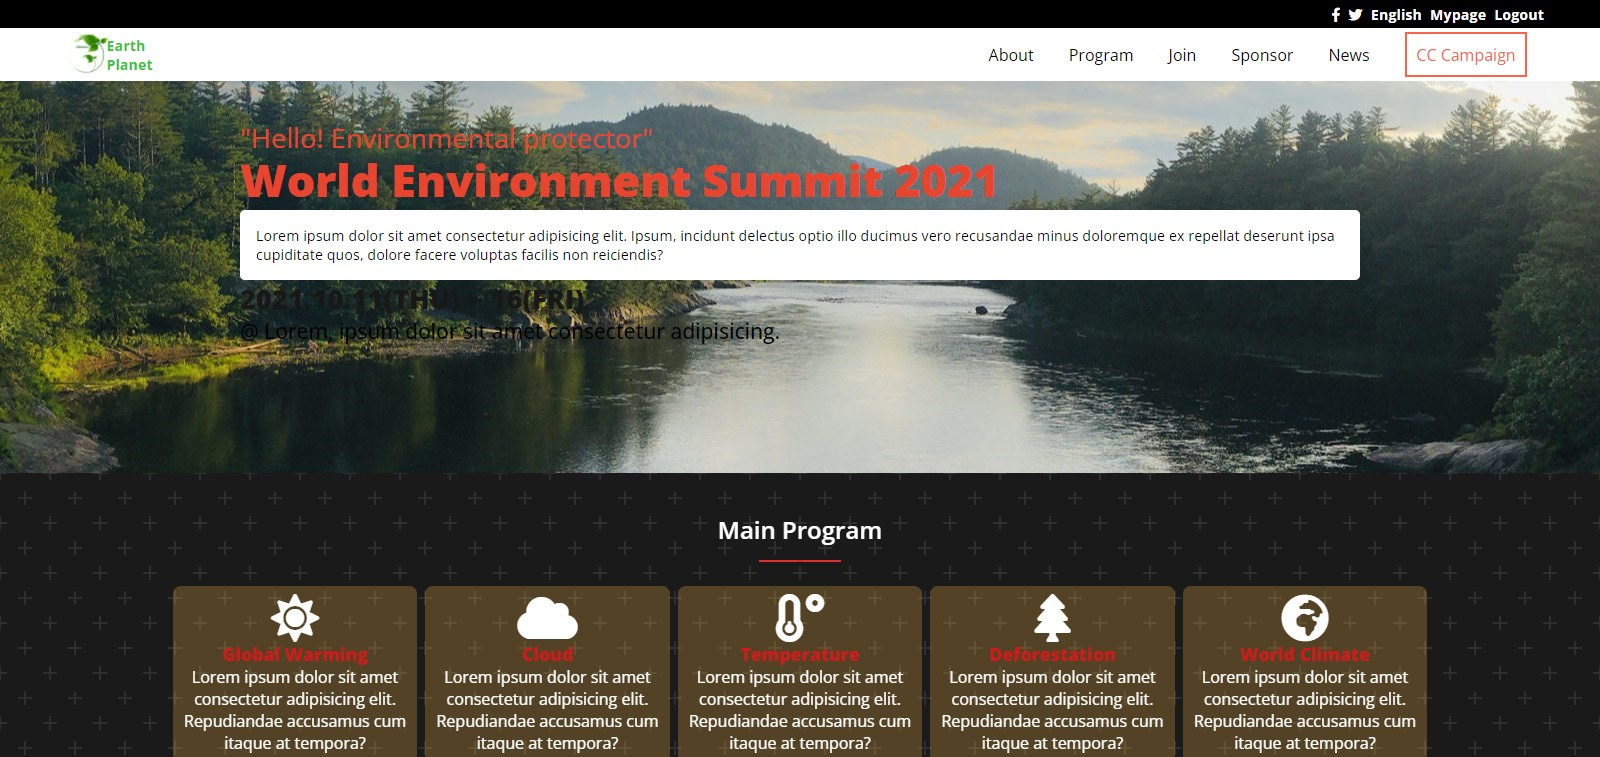 English Mypage Logout
Earth
Planet
About Program Join Sponsor News CC Campaign
"Hello! Environmental protector"
World Environment Summit 2021
Lorem ipsum dolor sit amet consectetur adipisicing elit. Ipsum, incidunt delectus optio illo ducimus vero recusandae minus doloremque ex repellat deserunt ipsa
cupiditate quos, dolore facere voluptas facilis non reiciendis?
2021.10.11(THU) - 16(FRI)
@ Lorem, ipsum dolor sit amet consectetur adipisicing.
Main Program
Global Warming
Lorem ipsum dolor sit amet
consectetur adipisicing elit.
Repudiandae accusamus cum
itaque at tempora?
Cloud
Lorem ipsum dolor sit amet
consectetur adipisicing elit.
Repudiandae accusamus cum
itaque at tempora?
Temperature
Lorem ipsum dolor sit amet
consectetur adipisicing elit.
Repudiandae accusamus cum
itaque at tempora?
Deforestation
Lorem ipsum dolor sit amet
consectetur adipisicing elit.
Repudiandae accusamus cum
itaque at tempora?
World Climate
Lorem ipsum dolor sit amet
consectetur adipisicing elit.
Repudiandae accusamus cum
itaque at tempora?